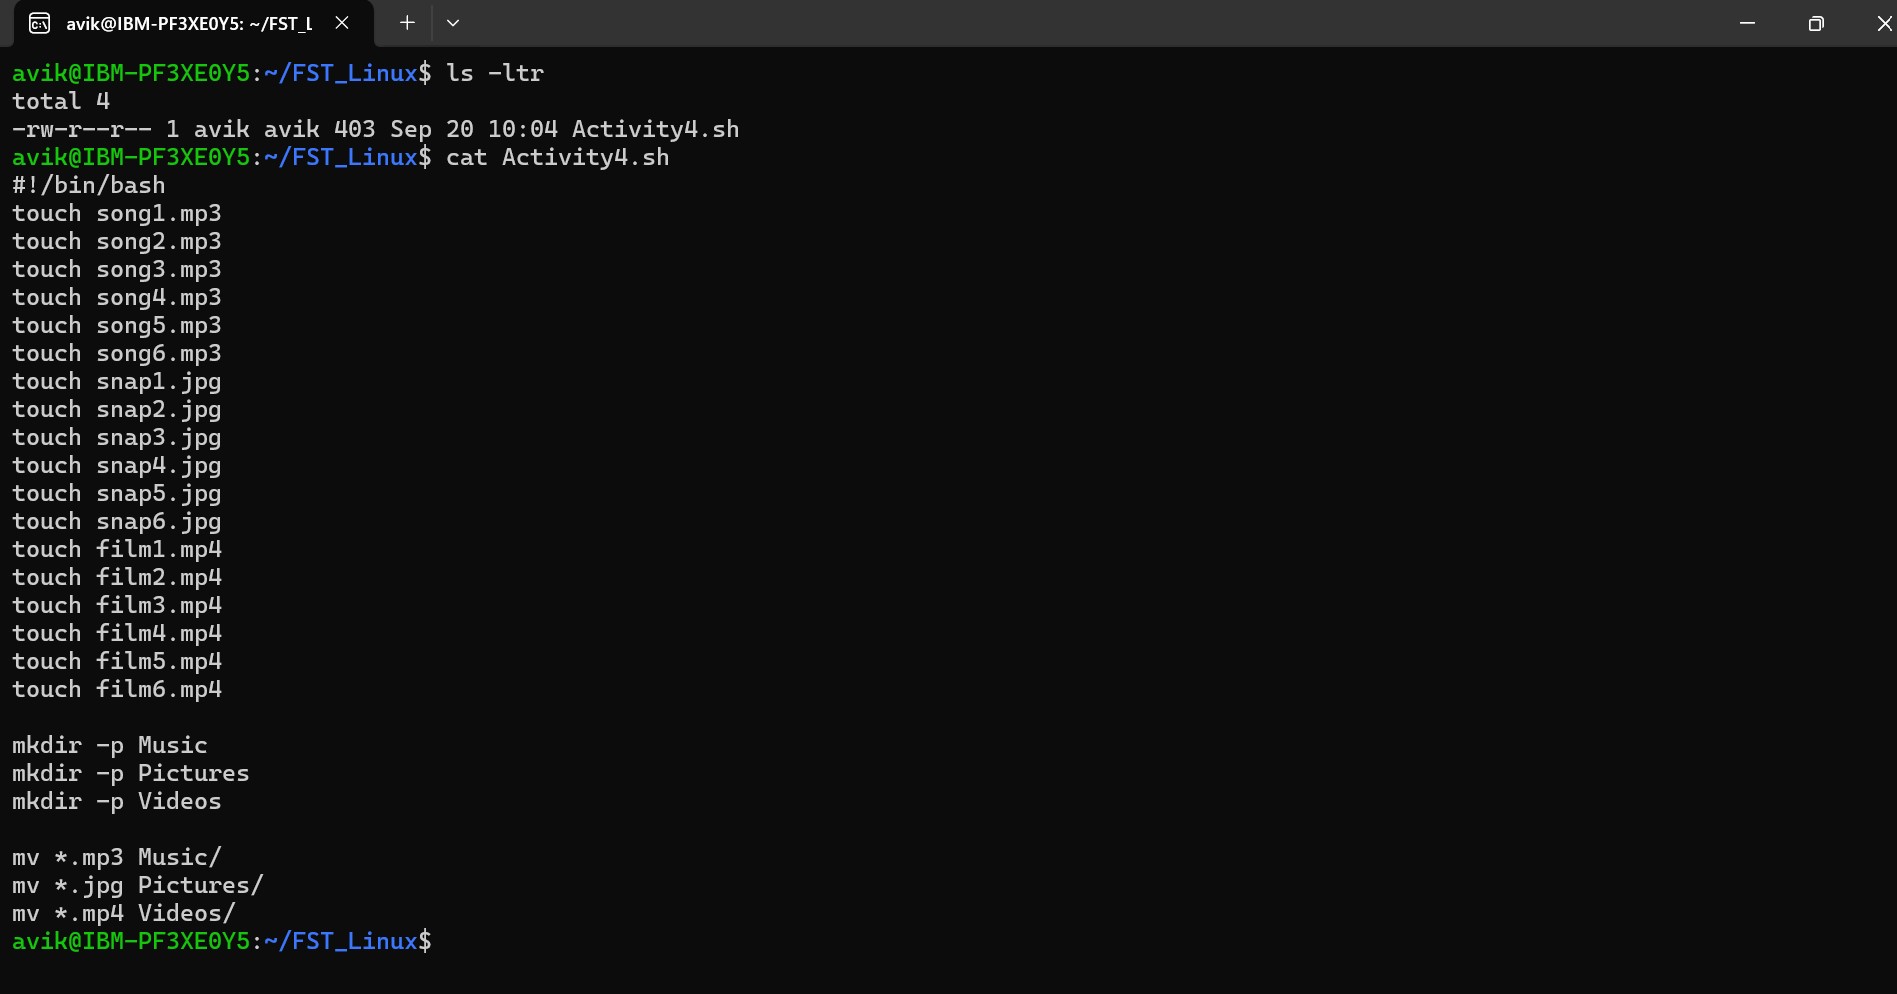 avik@IBM-PF3XE0Y5: ~/FST_L
avik@IBM-PF3XE0Y5:~/FST_Linux$ ls -ltr
total 4
-rw-r--r-- 1 avik avik 403 Sep 20 10:04 Activity4.sh
avik@IBM-PF3XE0Y5:~/FST_Linux$ cat Activity4.sh
#!/bin/bash
touch song1.mp3
touch song2.mp3
touch song3.mp3
touch song4.mp3
touch song5.mp3
touch song6.mp3
touch snap1.jpg
touch snap2.jpg
touch snap3.jpg
touch snap4.jpg
touch snap5.jpg
touch snap6.jpg
touch film1.mp4
touch film2.mp4
touch film3.mp4
touch film4.mp4
touch film5.mp4
touch film6.mp4

mkdir -p Music
mkdir -p Pictures
mkdir -p Videos

mv *.mp3 Music/
mv *.jpg Pictures/
mv *.mp4 Videos/
avik@IBM-PF3XE0Y5:~/FST_Linux$